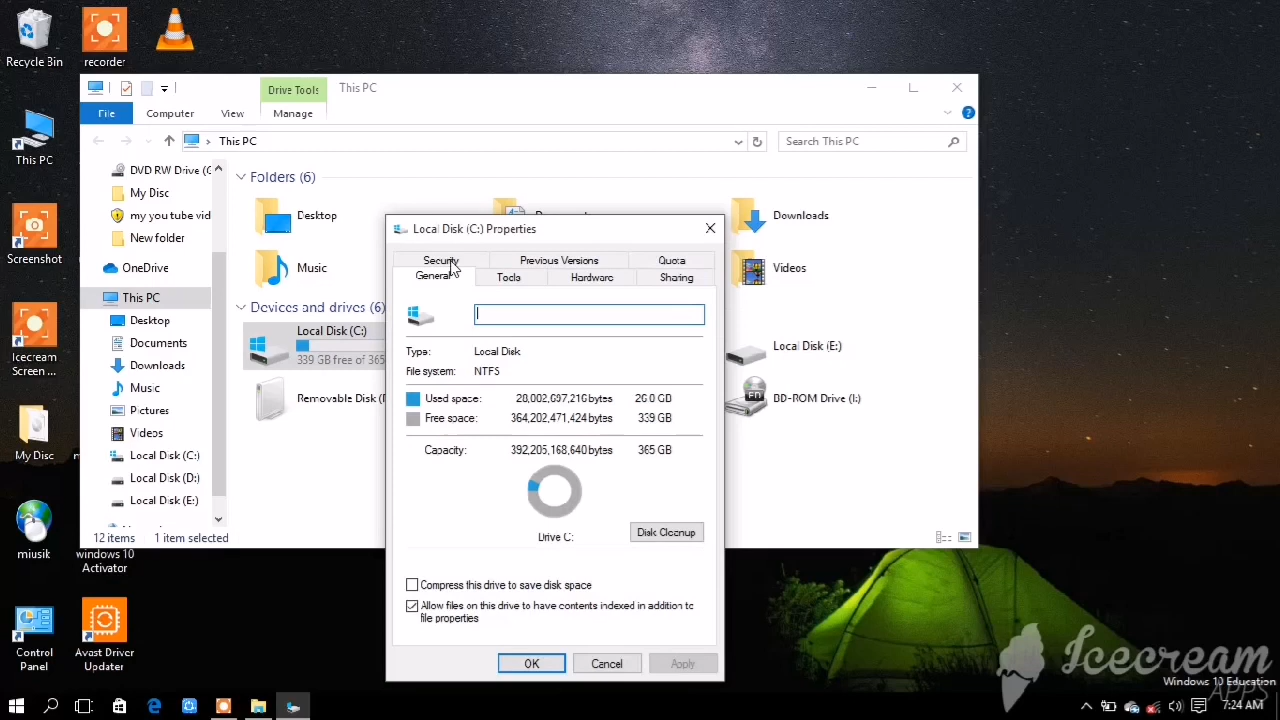 Recycle Bin
recorder
This PC
Screenshot
Icecream
Screen ...
My Disc
miusik
windows 10
Activator
Control
Panel
Avast Driver
Updater
Drive Tools
This PC
File
Computer
View
Manage
This PC
Search This PC
DVD RW Drive (
My Disc
my you tube vid
New folder
OneDrive
This PC
Desktop
Documents
Downloads
Music
Pictures
Videos
Local Disk (C:)
Local Disk (D:)
Local Disk (E:)
Folders (6)
Desktop
Downloads
Music
Videos
Devices and drives (6)
Local Disk (C:)
339 GB free of 365
Local Disk (E:)
Removable Disk (
BD-ROM Drive (I:)
12 items
1 item selected
Local Disk (C:) Properties
Security
Previous Versions
Quota
General
Tools
Hardware
Sharing
Type: Local Disk
File system: NTFS
Used space: 28,002,697,216 bytes 26.0 GB
Free space: 364,202,471,424 bytes 339 GB
Capacity: 392,205,168,640 bytes 365 GB
Drive C:
Disk Cleanup
Compress this drive to save disk space
Allow files on this drive to have contents indexed in addition to
file properties
OK
Cancel
Apply
Icecream
APPS
Windows 10 Education
7:24 AM